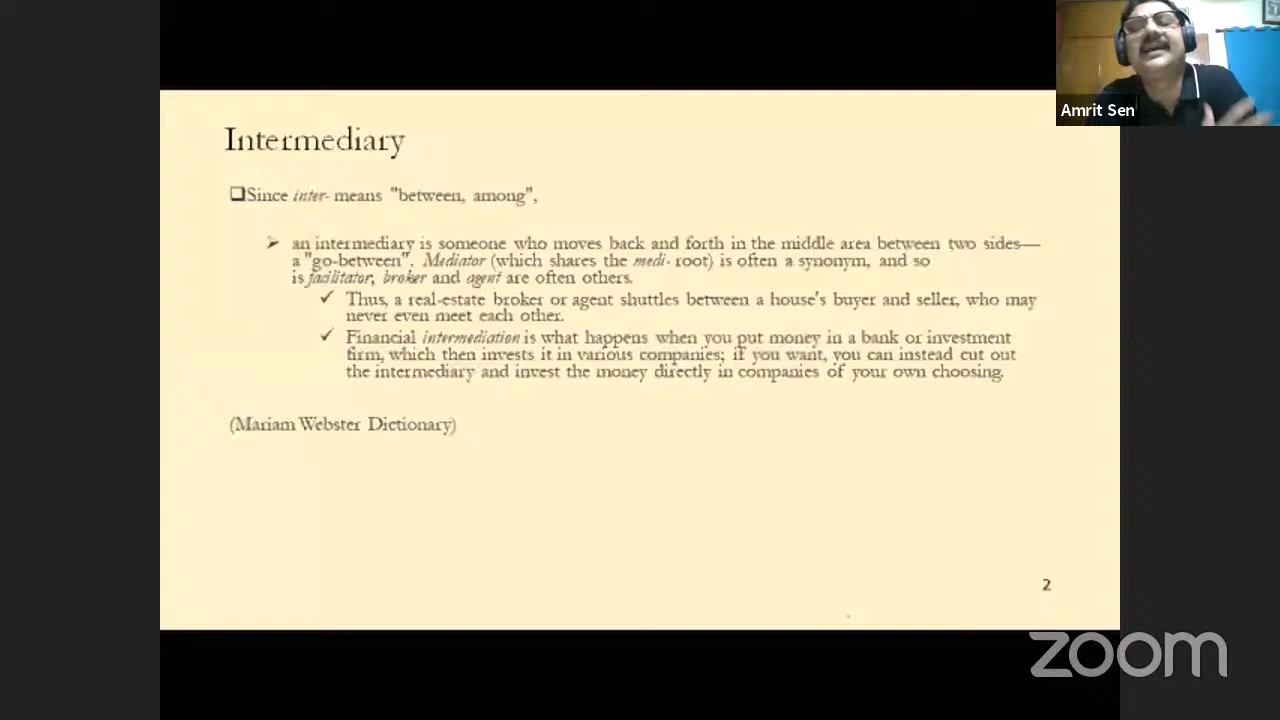 Amrit Sen
Intermediary
❑Since inter- means "between, among",
➢ an intermediary is someone who moves back and forth in the middle area between two sides—
a "go-between". Mediator (which shares the medi- root) is often a synonym, and so
is facilitator, broker and agent are often others.
✓ Thus, a real-estate broker or agent shuttles between a house's buyer and seller, who may
never even meet each other.
✓ Financial intermediation is what happens when you put money in a bank or investment
firm, which then invests it in various companies; if you want, you can instead cut out
the intermediary and invest the money directly in companies of your own choosing.
(Mariam Webster Dictionary)
2
zoom